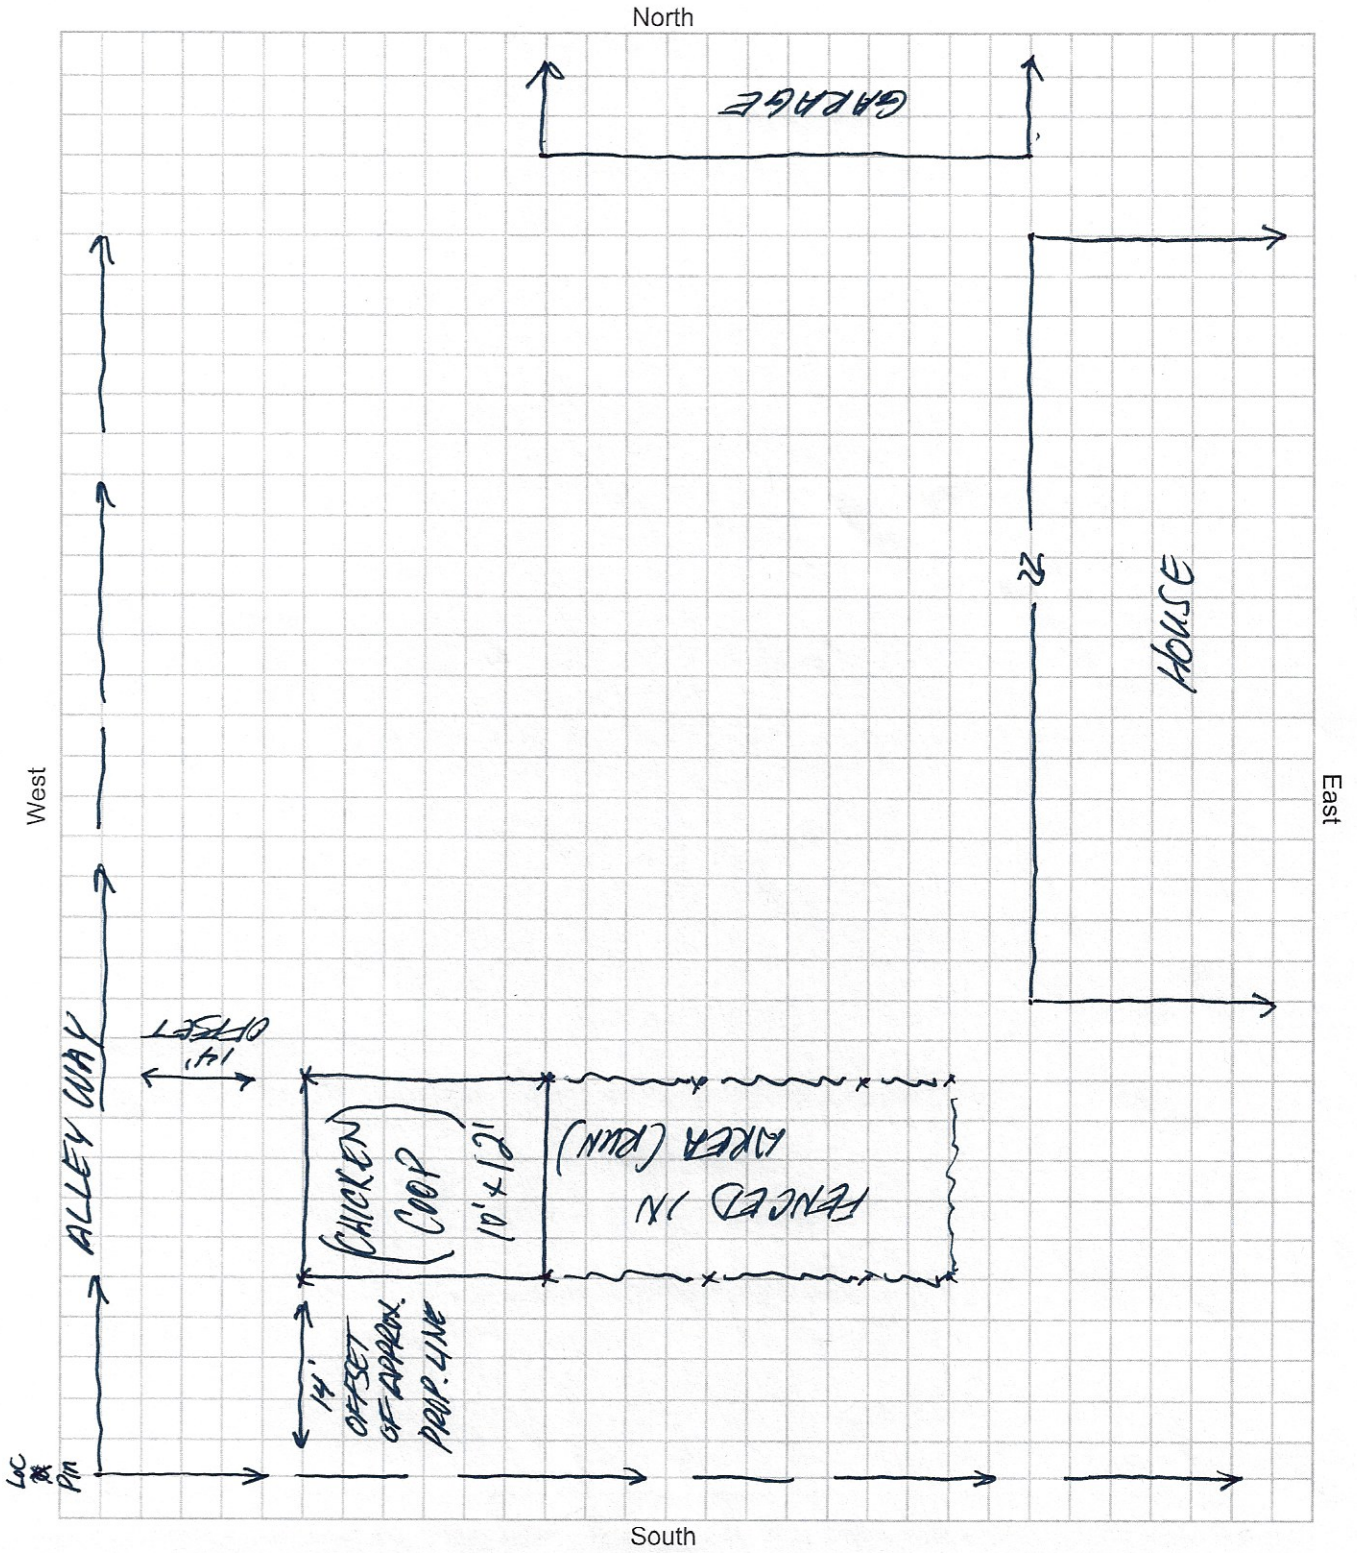 North
GARAGE
West
East
HOUSE
ALLEY WAY
14'
OFFSET
CHICKEN
COOP
10' x 12'
FENCED IN
AREA (RUN)
14'
OFFSET
OF APPROX.
PROP. LINE
LOC
Pin
South